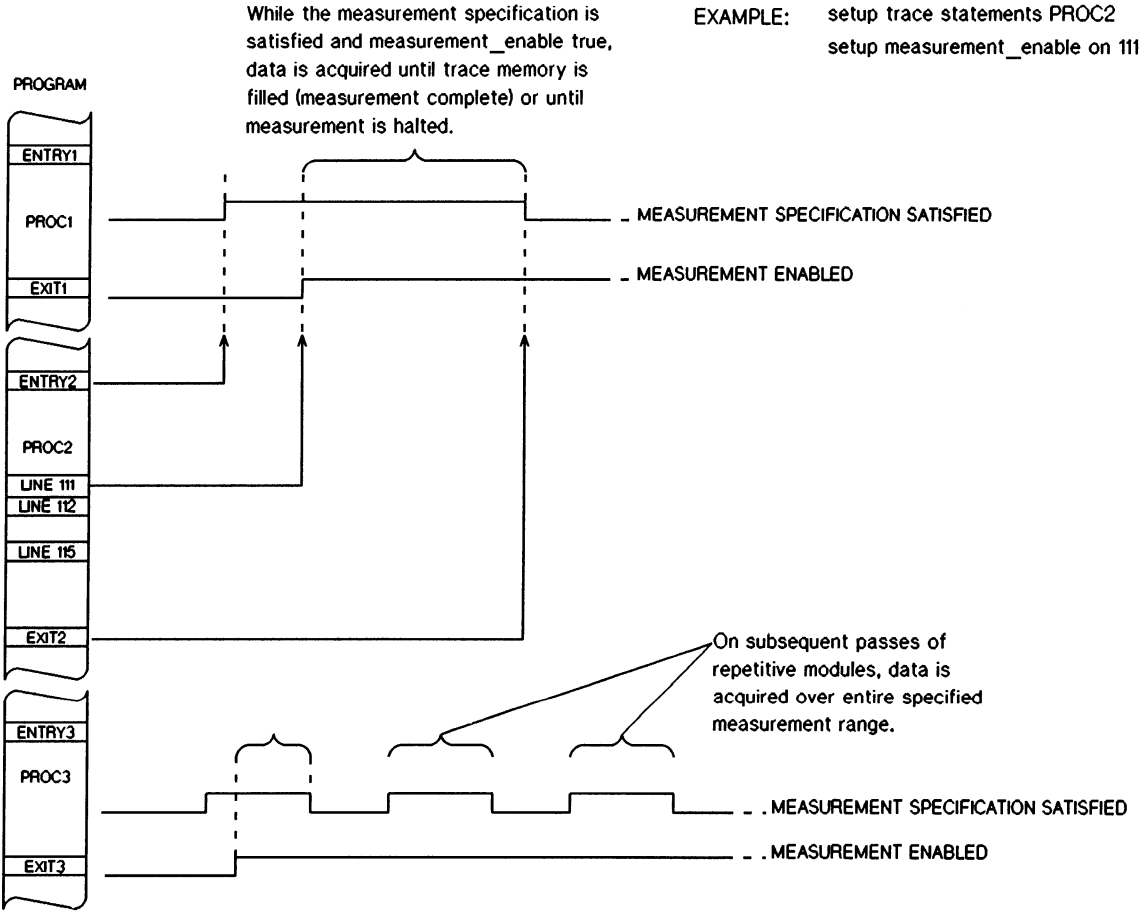 While the measurement specification is
satisfied and measurement_enable true,
data is acquired until trace memory is
filled (measurement complete) or until
measurement is halted.
EXAMPLE: setup trace statements PROC2
setup measurement_enable on 111
PROGRAM
ENTRY1
PROC1
EXIT1
MEASUREMENT SPECIFICATION SATISFIED
MEASUREMENT ENABLED
ENTRY2
PROC2
LINE 111
LINE 112
LINE 115
EXIT2
On subsequent passes of
repetitive modules, data is
acquired over entire specified
measurement range.
ENTRY3
PROC3
EXIT3
MEASUREMENT SPECIFICATION SATISFIED
MEASUREMENT ENABLED